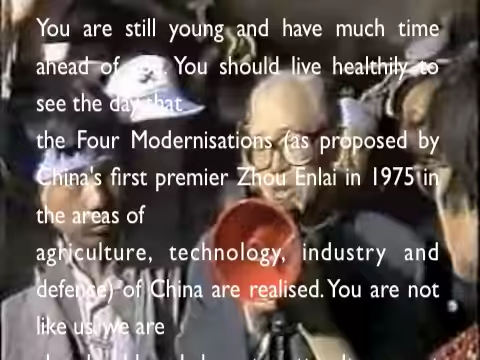 You are still young and have much time
ahead of you. You should live healthily to
see the day that
the Four Modernisations (as proposed by
China's first premier Zhou Enlai in 1975 in
the areas of
agriculture, technology, industry and
defence) of China are realised. You are not
like us, we are